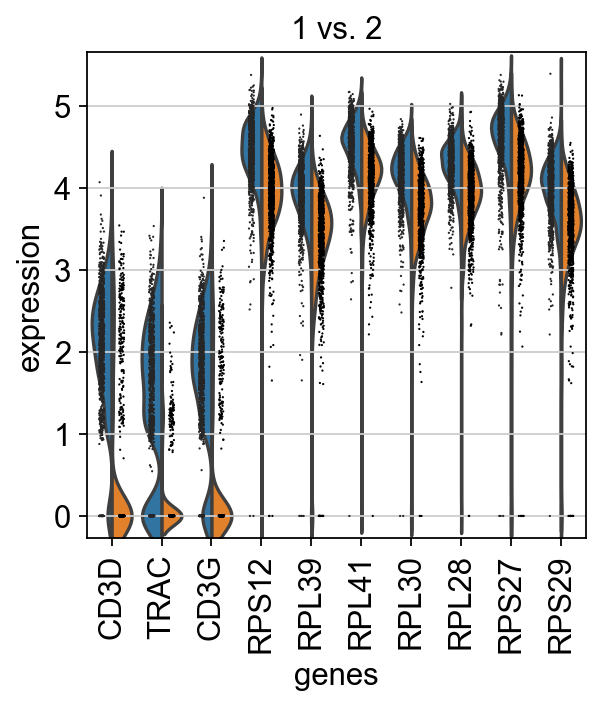 1 vs. 2
expression
5
4
3
2
1
0
CD3D
TRAC
CD3G
RPS12
RPL39
RPL41
RPL30
RPL28
RPS27
RPS29
genes